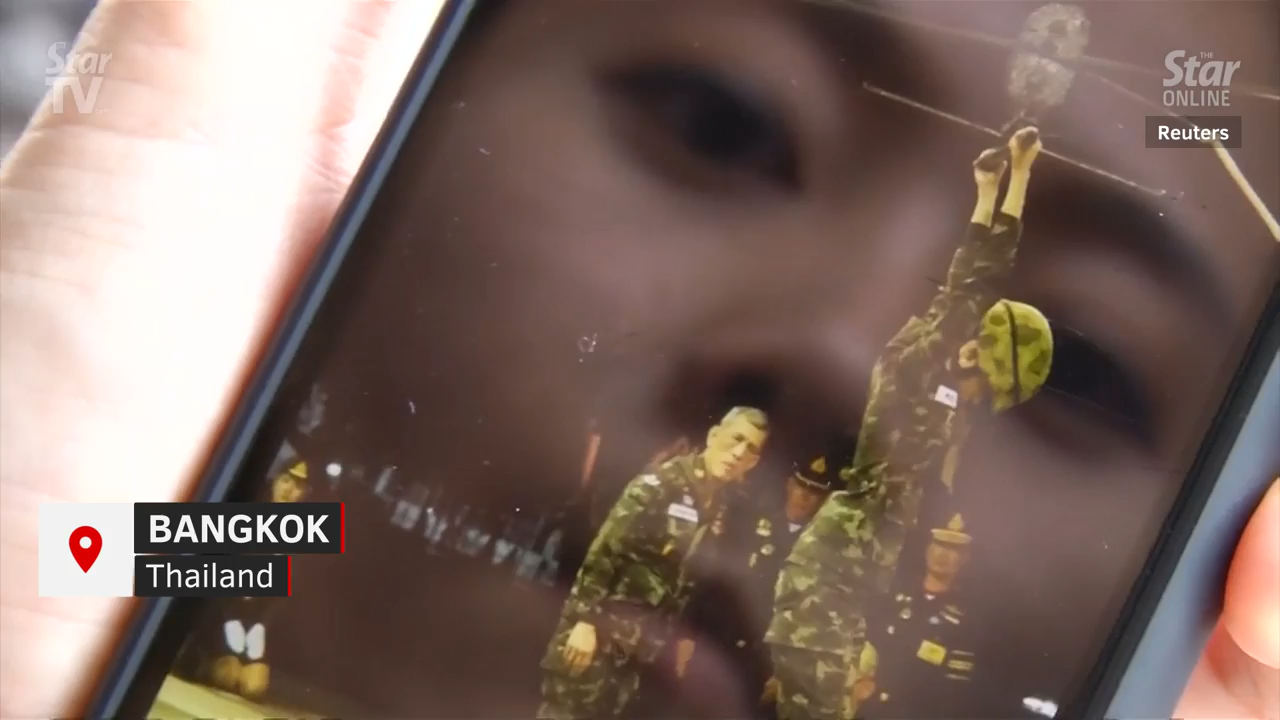 Star
TV
THE
Star
ONLINE
Reuters
BANGKOK
Thailand